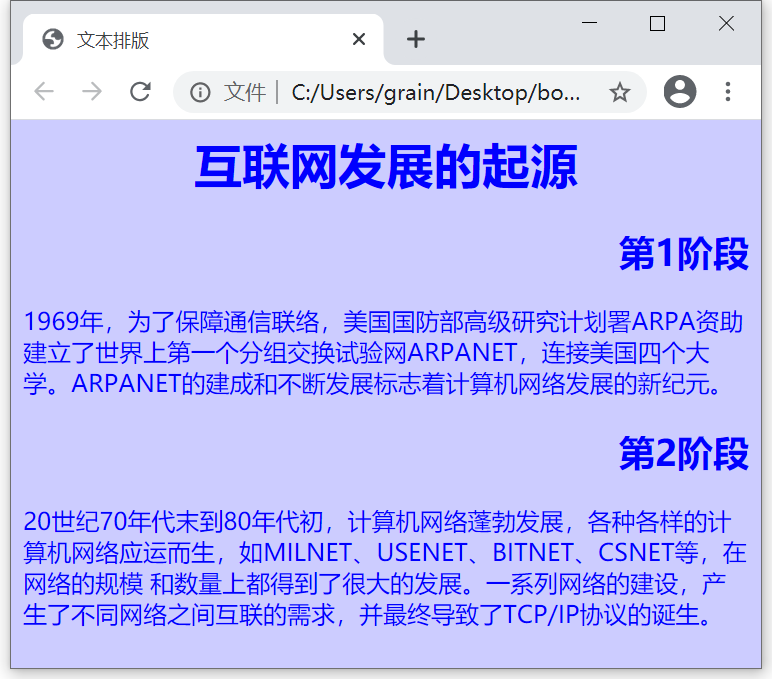 文本排版
文件 C:/Users/grain/Desktop/bo...
互联网发展的起源
第1阶段
1969年，为了保障通信联络，美国国防部高级研究计划署ARPA资助
建立了世界上第一个分组交换试验网ARPANET，连接美国四个大
学。ARPANET的建成和不断发展标志着计算机网络发展的新纪元。
第2阶段
20世纪70年代末到80年代初，计算机网络蓬勃发展，各种各样的计
算机网络应运而生，如MILNET、USENET、BITNET、CSNET等，在
网络的规模 和数量上都得到了很大的发展。一系列网络的建设，产
生了不同网络之间互联的需求，并最终导致了TCP/IP协议的诞生。